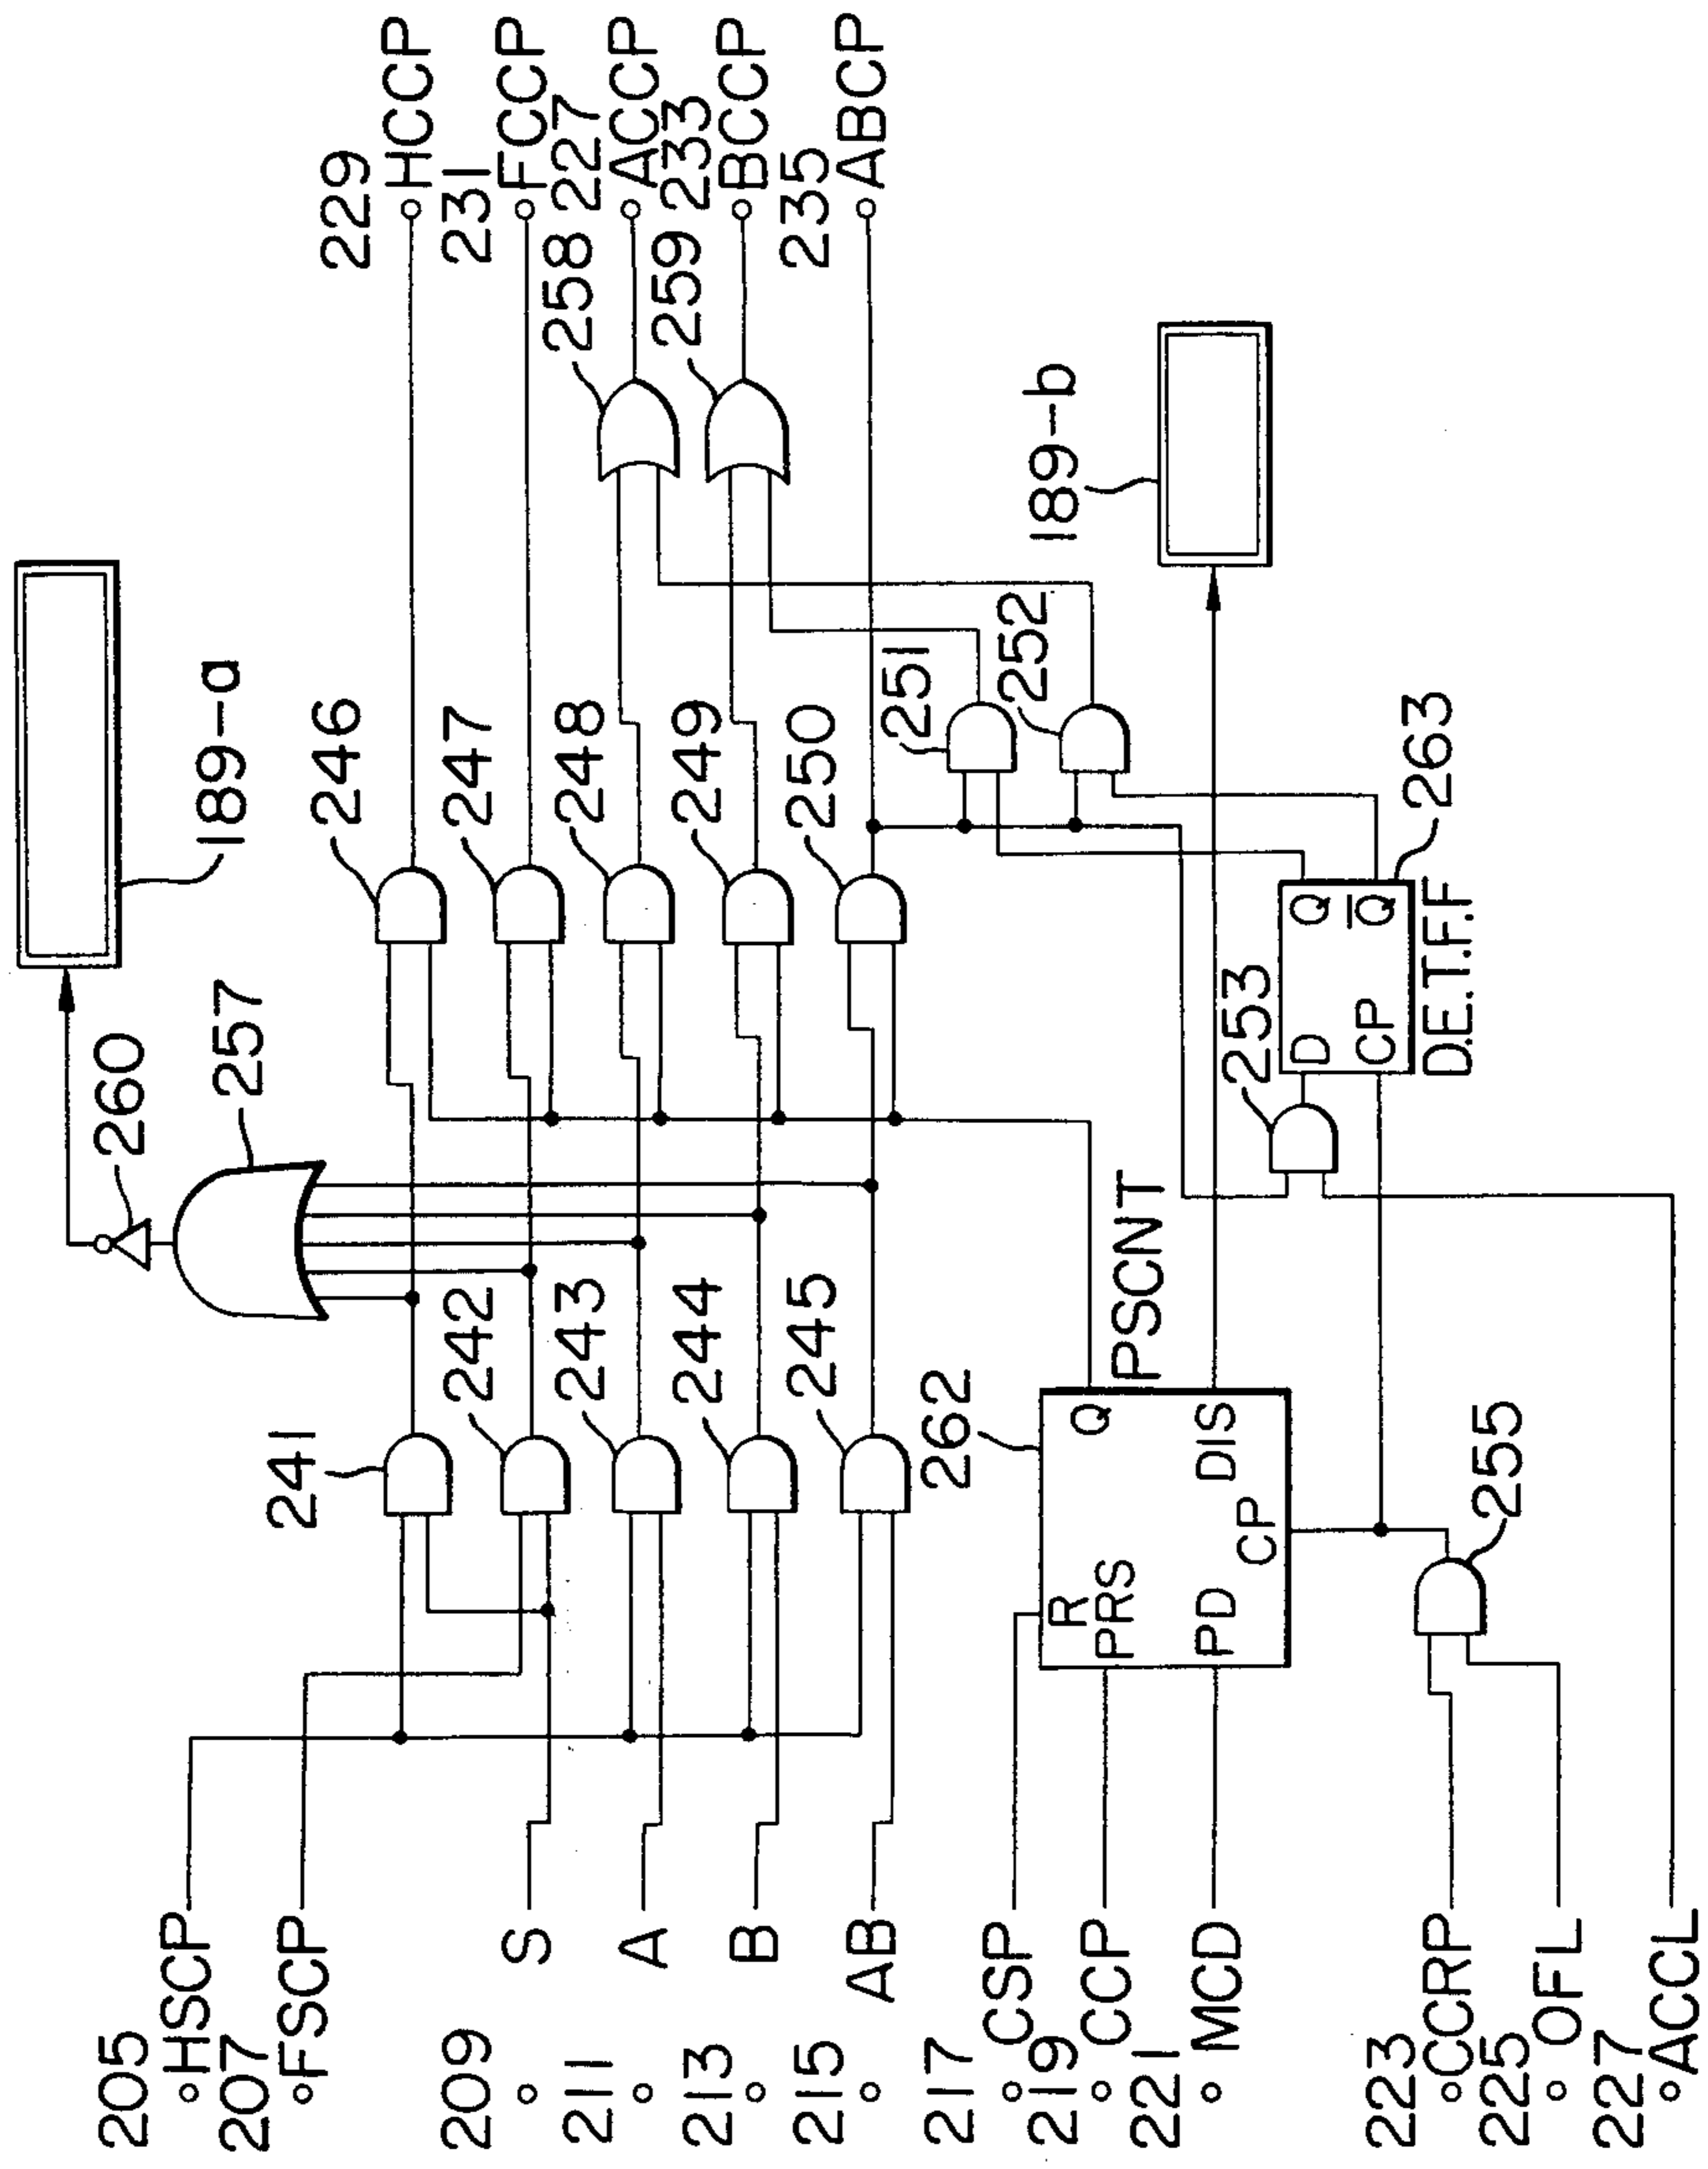 205
HSCP
207
FSCP
209
S
211
A
213
B
215
AB
217
CSP
219
CCP
221
MCD
223
CCRP
225
OFL
227
ACCL
241
242
243
244
245
262
PSCNT
R
PRS
PD
CP
Q
DIS
255
260
257
189-a
246
247
248
249
250
253
D
CP
Q
Q̅
263
D.E.T.F.F
251
252
189-b
258
259
229
HCCP
231
FCCP
227
ACCP
233
BCCP
235
ABCP